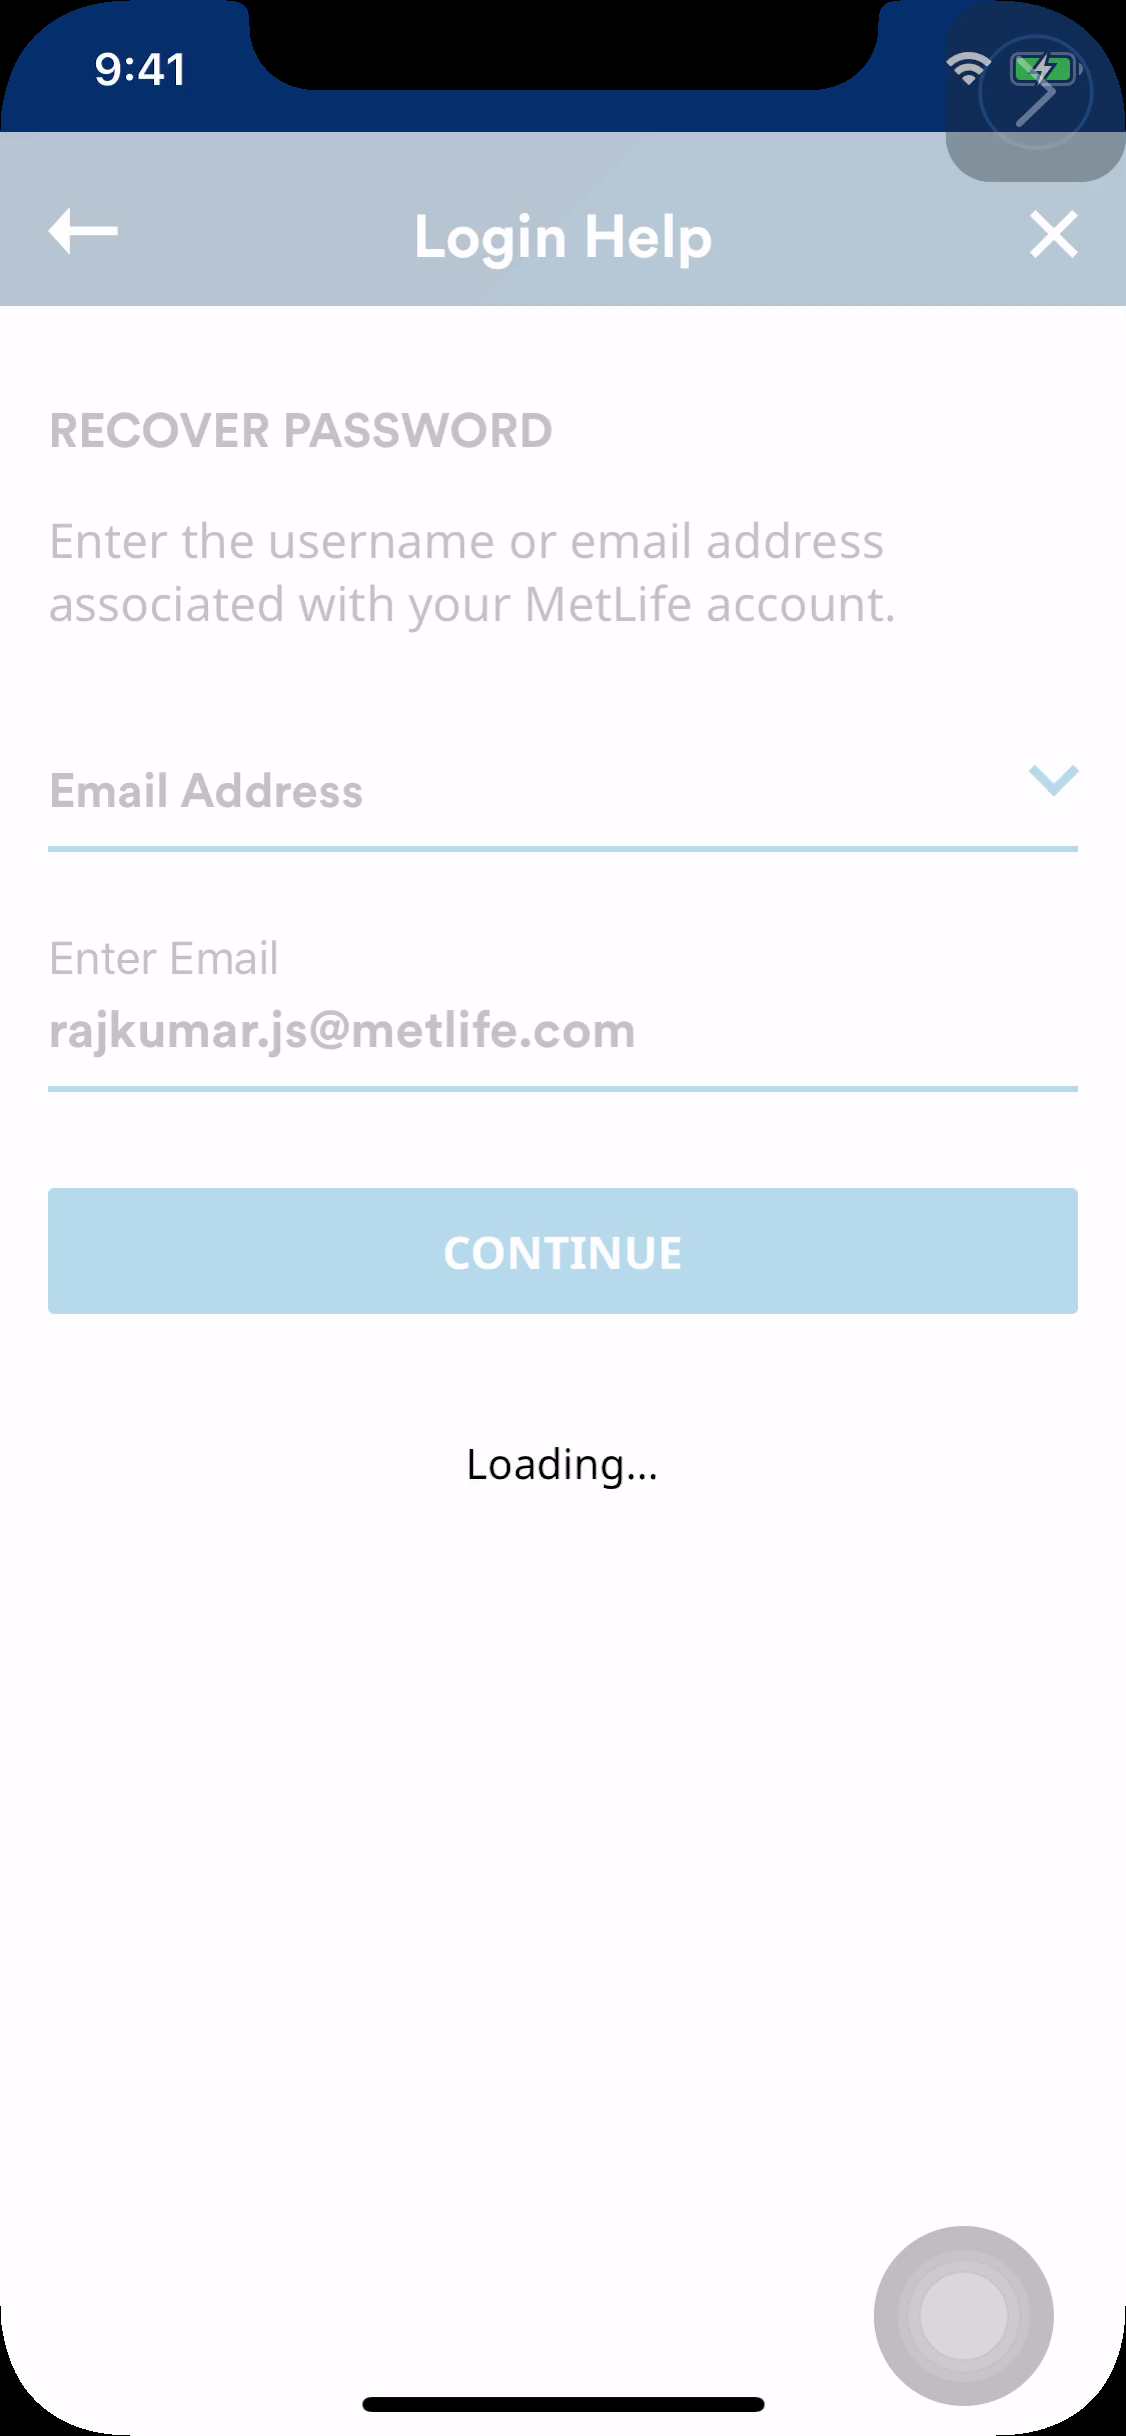 9:41
Login Help
RECOVER PASSWORD
Enter the username or email address
associated with your MetLife account.
Email Address
Enter Email
rajkumar.js@metlife.com
CONTINUE
Loading...